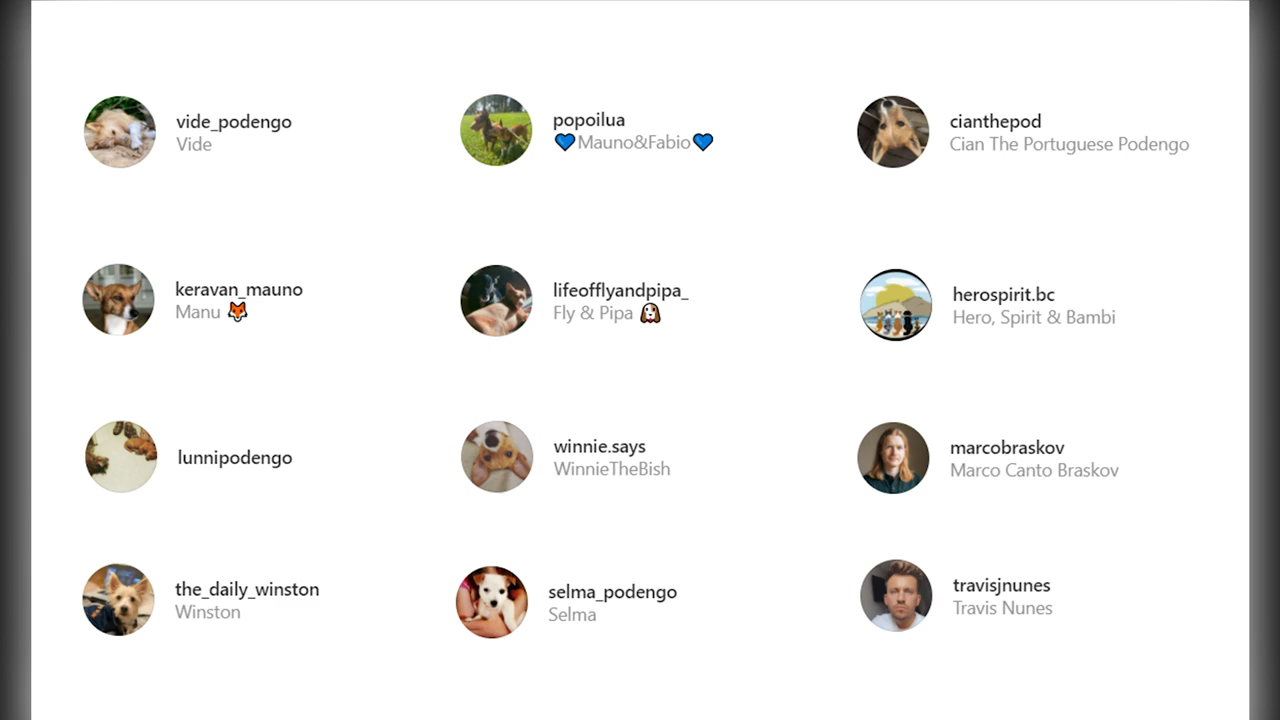 vide_podengo
Vide
popoilua
💙Mauno&Fabio💙
cianthepod
Cian The Portuguese Podengo
keravan_mauno
Manu 🦊
lifeofflyandpipa_
Fly & Pipa 🐶
herospirit.bc
Hero, Spirit & Bambi
lunnipodengo
winnie.says
WinnieTheBish
marcobraskov
Marco Canto Braskov
the_daily_winston
Winston
selma_podengo
Selma
travisjnunes
Travis Nunes